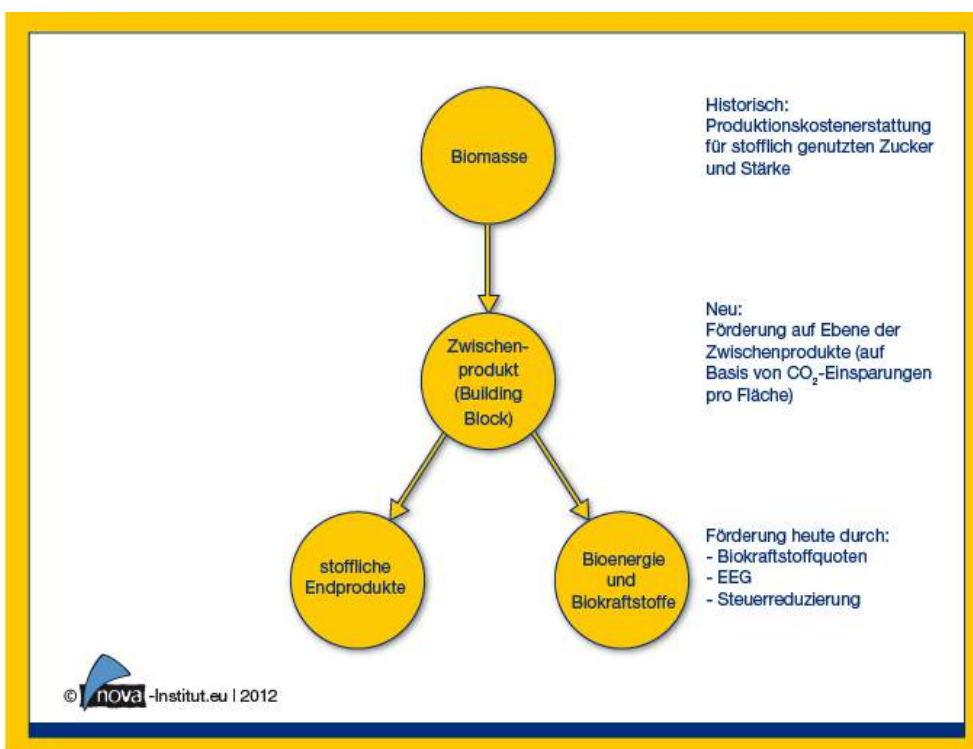 Biomasse
Historisch:
Produktionskostenerstattung
für stofflich genutzten Zucker
und Stärke
Zwischen-
produkt
(Building
Block)
Neu:
Förderung auf Ebene der
Zwischenprodukte (auf
Basis von CO₂-Einsparungen
pro Fläche)
stoffliche
Endprodukte
Bioenergie
und
Biokraftstoffe
Förderung heute durch:
- Biokraftstoffquoten
- EEG
- Steuerreduzierung
© nova-Institut.eu | 2012